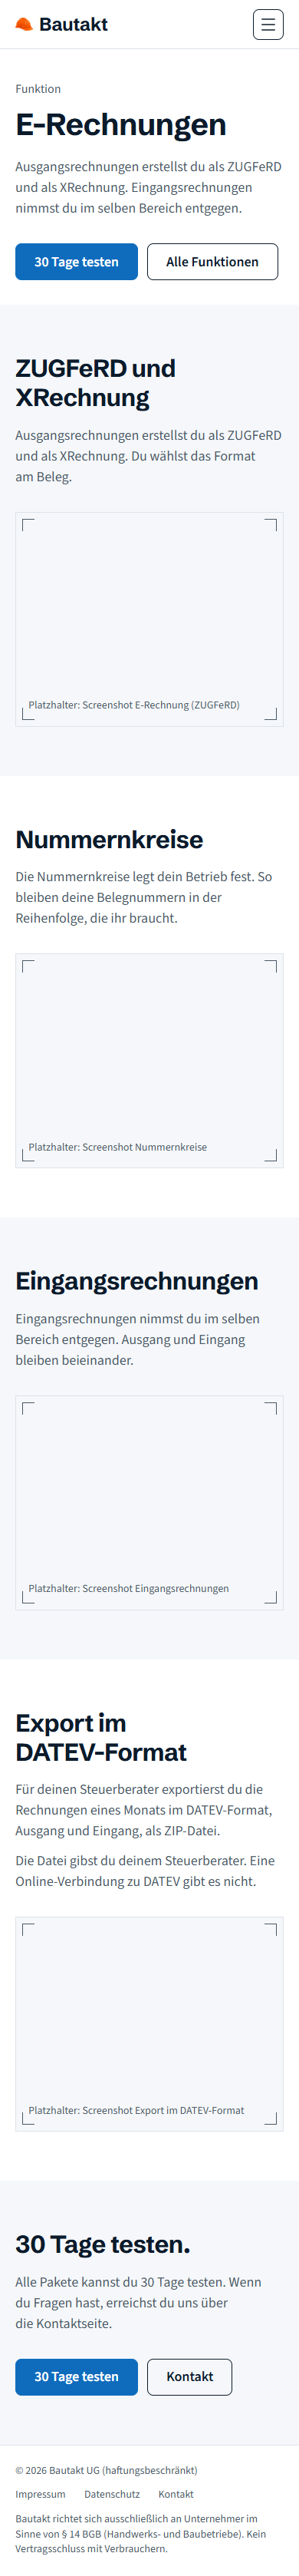 Bautakt
Funktion
E-Rechnungen
Ausgangsrechnungen erstellst du als ZUGFeRD
und als XRechnung. Eingangsrechnungen
nimmst du im selben Bereich entgegen.
30 Tage testen
Alle Funktionen
ZUGFeRD und
XRechnung
Ausgangsrechnungen erstellst du als ZUGFeRD
und als XRechnung. Du wählst das Format
am Beleg.
Platzhalter: Screenshot E-Rechnung (ZUGFeRD)
Nummernkreise
Die Nummernkreise legt dein Betrieb fest. So
bleiben deine Belegnummern in der
Reihenfolge, die ihr braucht.
Platzhalter: Screenshot Nummernkreise
Eingangsrechnungen
Eingangsrechnungen nimmst du im selben
Bereich entgegen. Ausgang und Eingang
bleiben beieinander.
Platzhalter: Screenshot Eingangsrechnungen
Export im
DATEV-Format
Für deinen Steuerberater exportierst du die
Rechnungen eines Monats im DATEV-Format,
Ausgang und Eingang, als ZIP-Datei.
Die Datei gibst du deinem Steuerberater. Eine
Online-Verbindung zu DATEV gibt es nicht.
Platzhalter: Screenshot Export im DATEV-Format
30 Tage testen.
Alle Pakete kannst du 30 Tage testen. Wenn
du Fragen hast, erreichst du uns über
die Kontaktseite.
30 Tage testen
Kontakt
© 2026 Bautakt UG (haftungsbeschränkt)
Impressum Datenschutz Kontakt
Bautakt richtet sich ausschließlich an Unternehmer im
Sinne von § 14 BGB (Handwerks- und Baubetriebe). Kein
Vertragsschluss mit Verbrauchern.